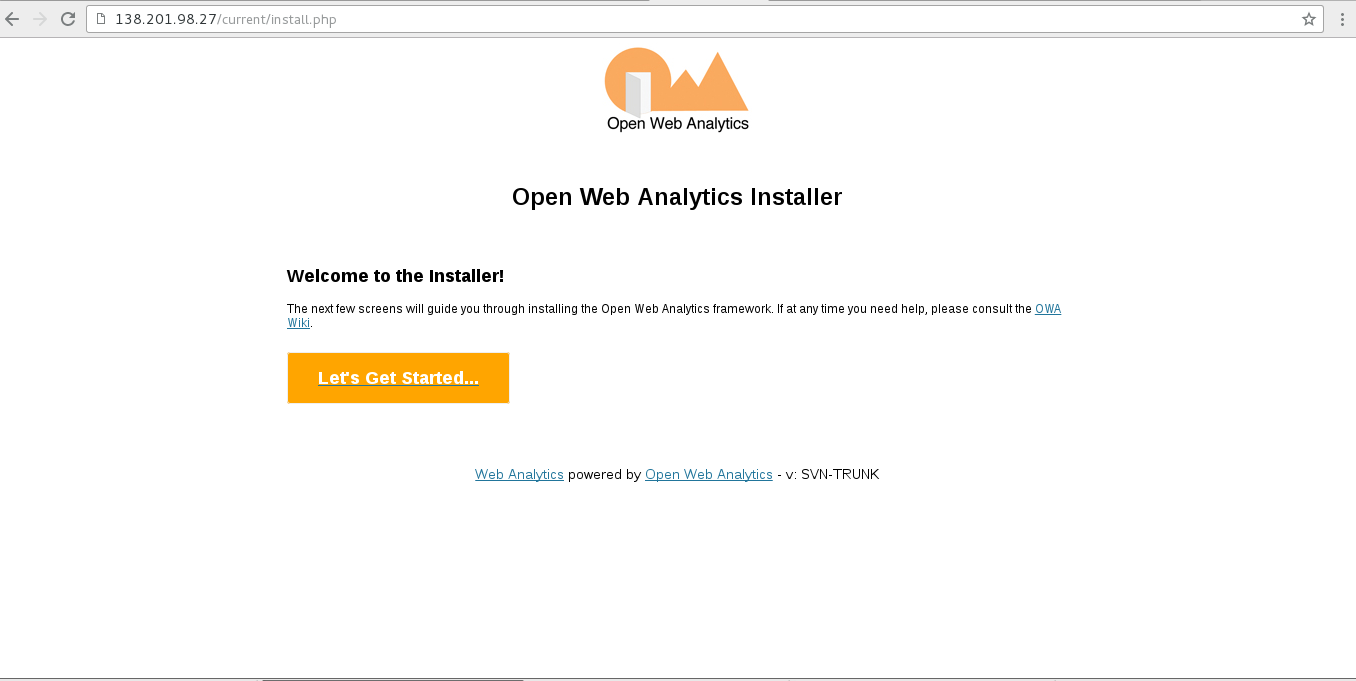 138.201.98.27/current/install.php
Open Web Analytics
Open Web Analytics Installer
Welcome to the Installer!
The next few screens will guide you through installing the Open Web Analytics framework. If at any time you need help, please consult the OWA
Wiki.
Let's Get Started...
Web Analytics powered by Open Web Analytics - v: SVN-TRUNK